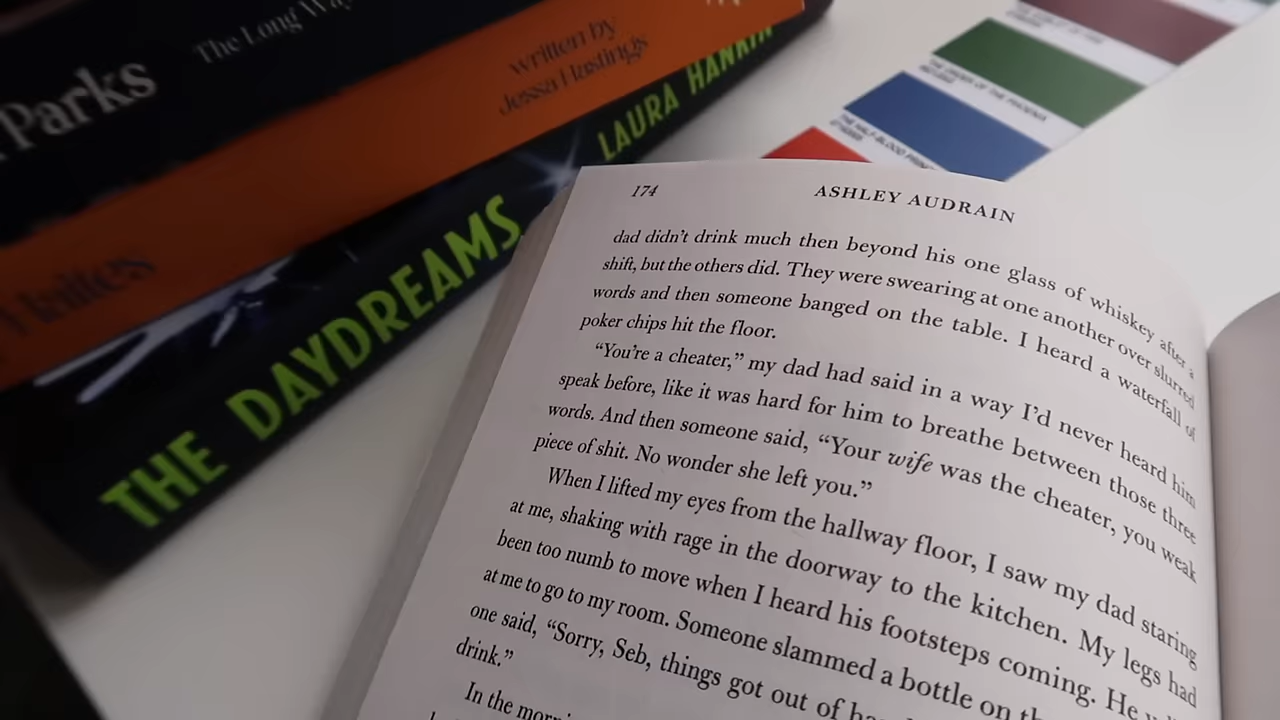 The Long Way
Parks
written by
Jessa Hastings
LAURA HANKIN
THE DAYDREAMS
THE ORDER OF THE PHOENIX
THE HALF-BLOOD PRINCE
174
ASHLEY AUDRAIN
dad didn't drink much then beyond his one glass of whiskey after a
shift, but the others did. They were swearing at one another over slurred
words and then someone banged on the table. I heard a waterfall of
poker chips hit the floor.
“You're a cheater,” my dad had said in a way I'd never heard him
speak before, like it was hard for him to breathe between those three
words. And then someone said, “Your wife was the cheater, you weak
piece of shit. No wonder she left you.”
When I lifted my eyes from the hallway floor, I saw my dad staring
at me, shaking with rage in the doorway to the kitchen. My legs had
been too numb to move when I heard his footsteps coming. He
at me to go to my room. Someone slammed a bottle on
one said, “Sorry, Seb, things got out of
drink.”
In the